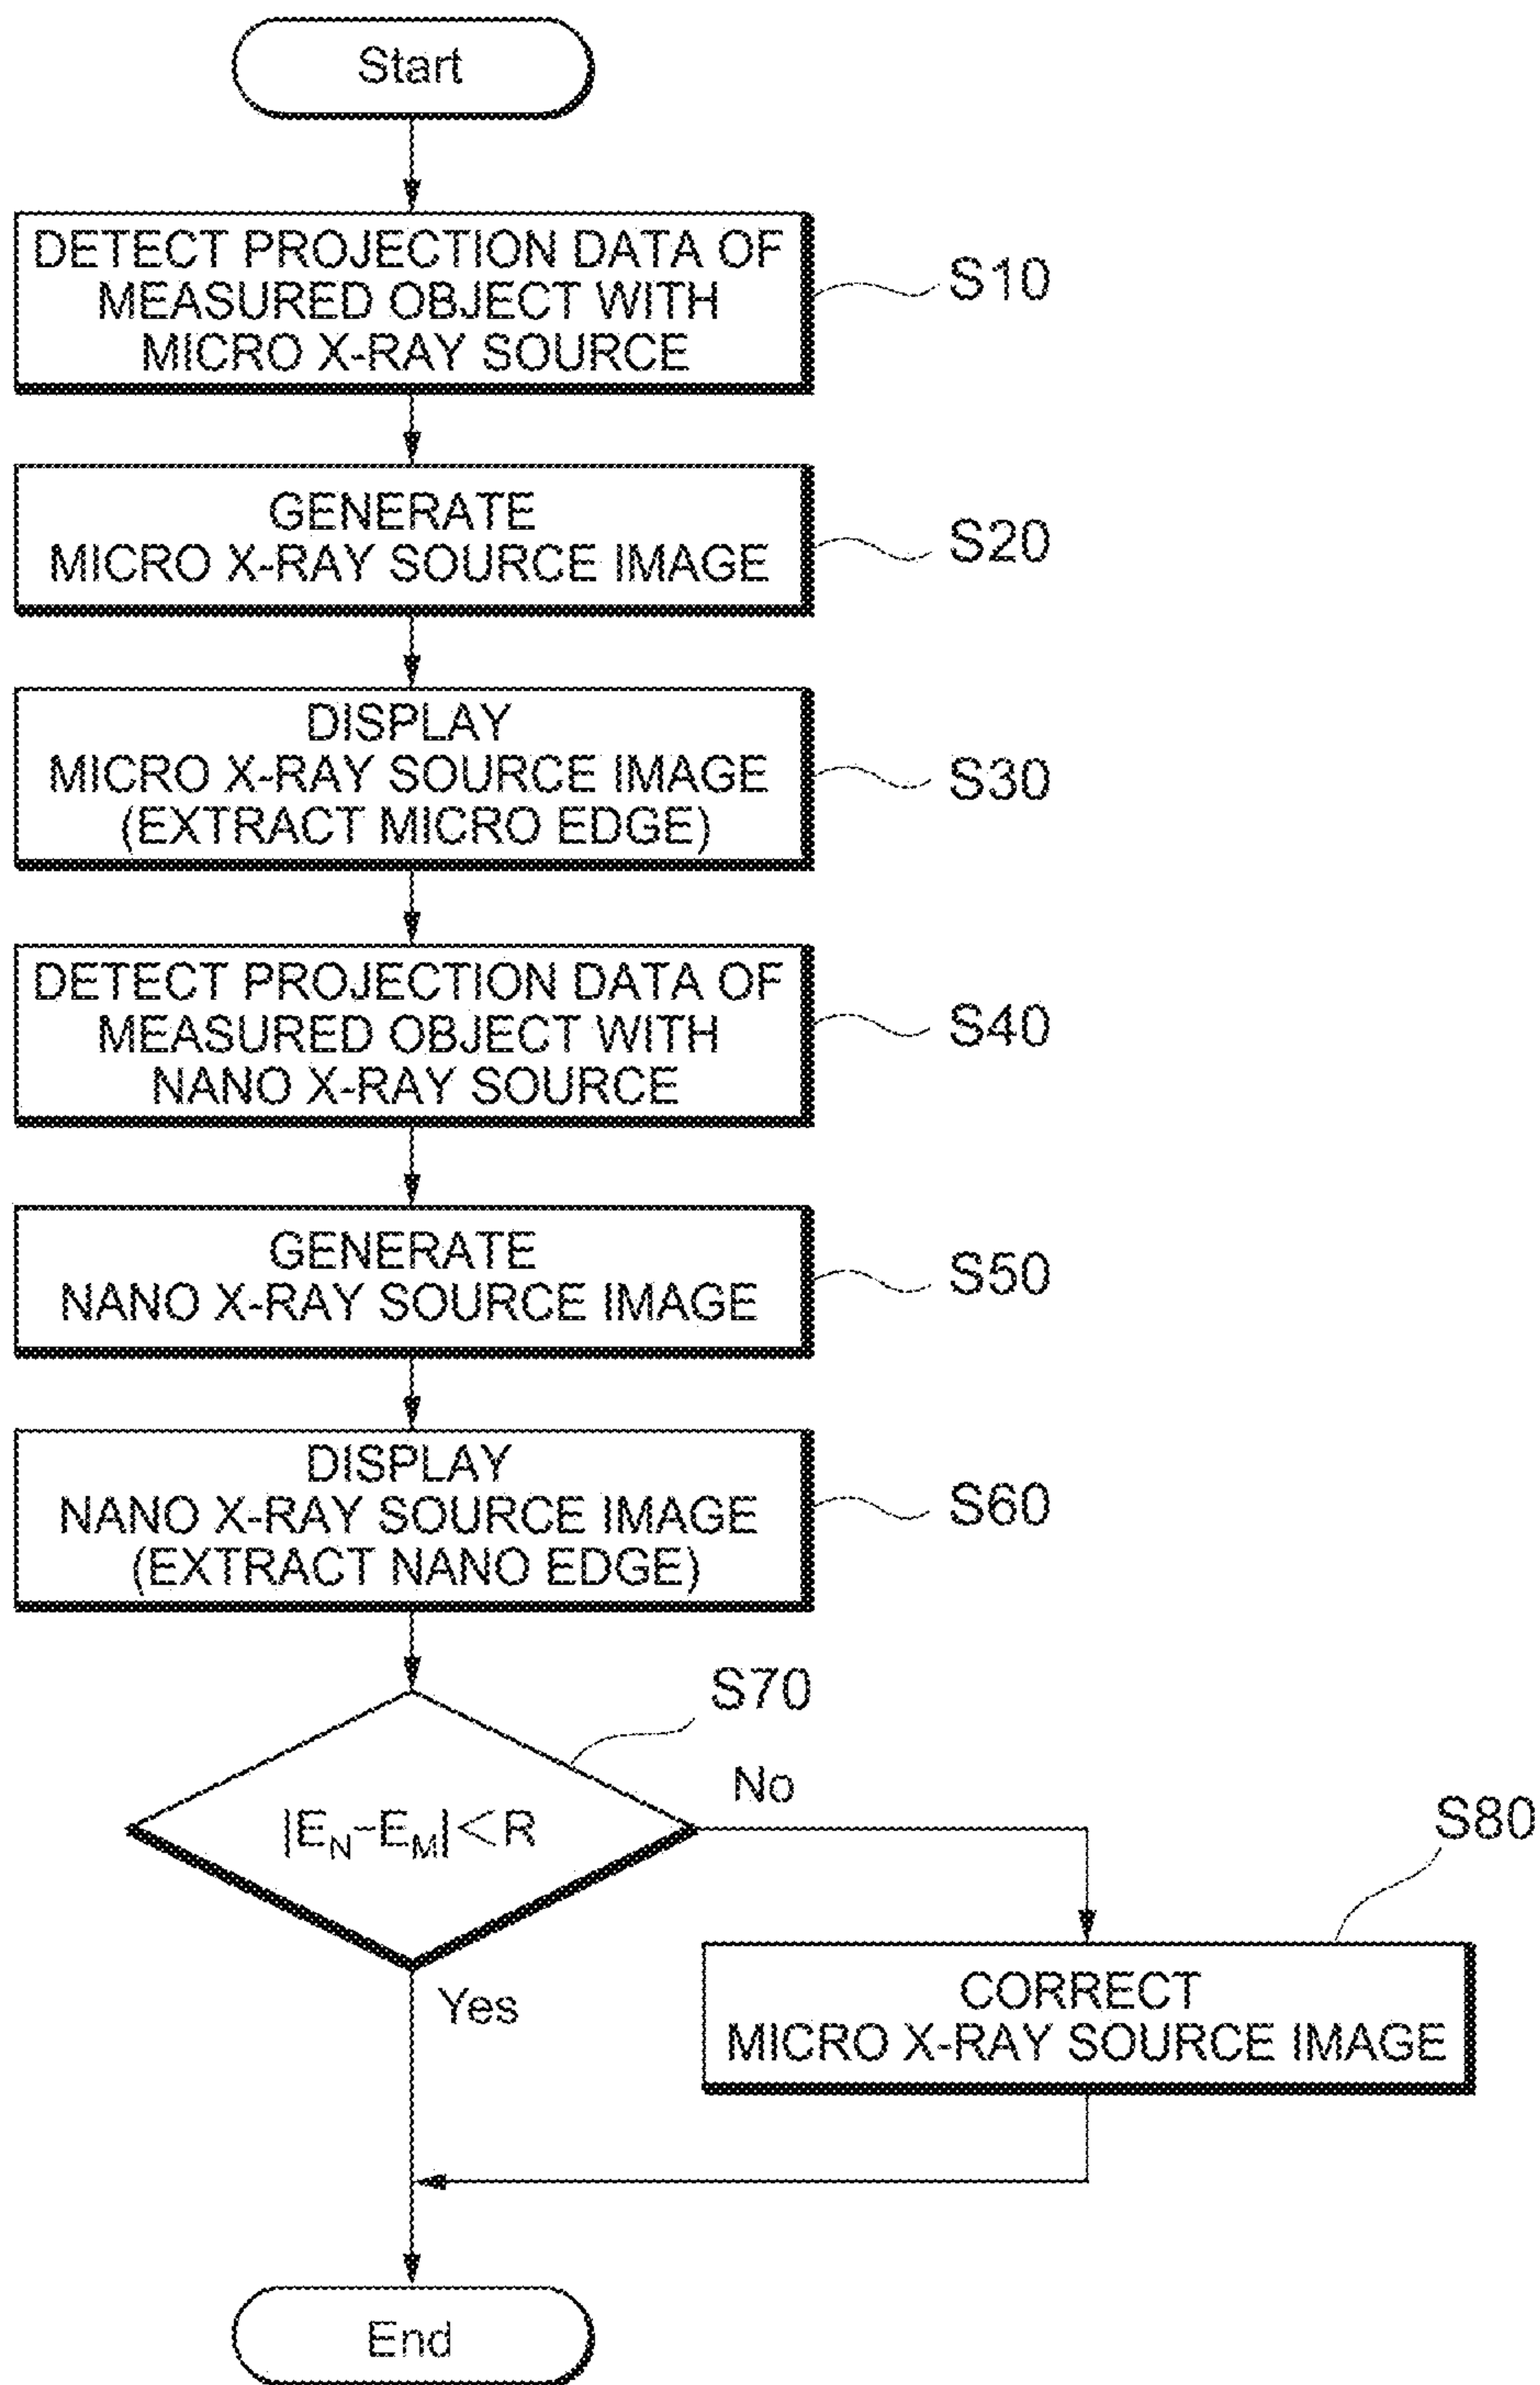 Start
DETECT PROJECTION DATA OF
MEASURED OBJECT WITH
MICRO X-RAY SOURCE
S10
GENERATE
MICRO X-RAY SOURCE IMAGE
S20
DISPLAY
MICRO X-RAY SOURCE IMAGE
(EXTRACT MICRO EDGE)
S30
DETECT PROJECTION DATA OF
MEASURED OBJECT WITH
NANO X-RAY SOURCE
S40
GENERATE
NANO X-RAY SOURCE IMAGE
S50
DISPLAY
NANO X-RAY SOURCE IMAGE
(EXTRACT NANO EDGE)
S60
S70
|E_N-E_M|<R
No
Yes
S80
CORRECT
MICRO X-RAY SOURCE IMAGE
End